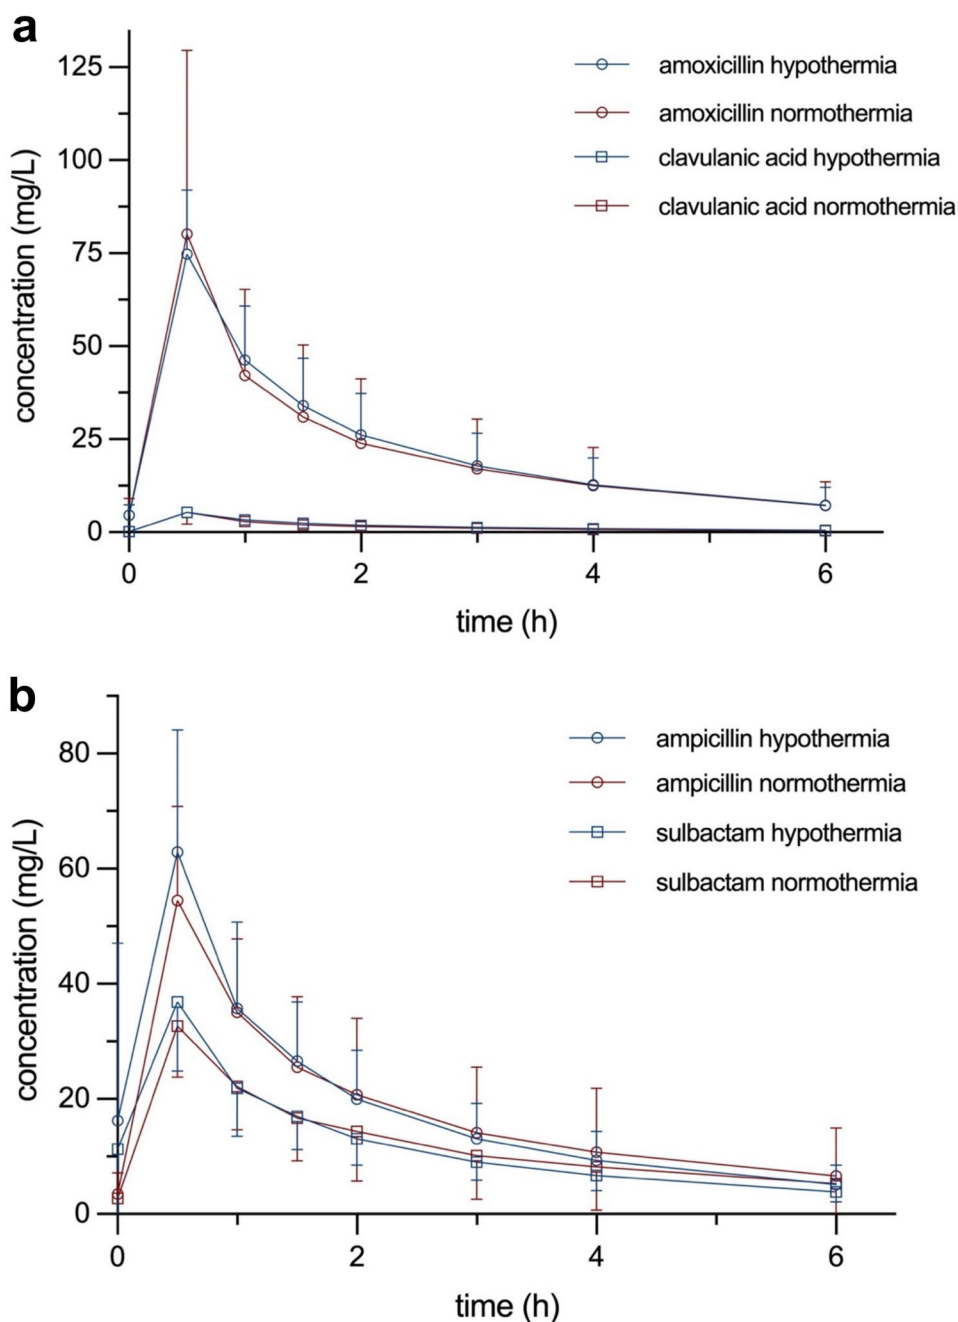 a
125
100
75
50
25
0
concentration (mg/L)
amoxicillin hypothermia
amoxicillin normothermia
clavulanic acid hypothermia
clavulanic acid normothermia
0 2 4 6
time (h)
b
80
60
40
20
0
concentration (mg/L)
ampicillin hypothermia
ampicillin normothermia
sulbactam hypothermia
sulbactam normothermia
0 2 4 6
time (h)